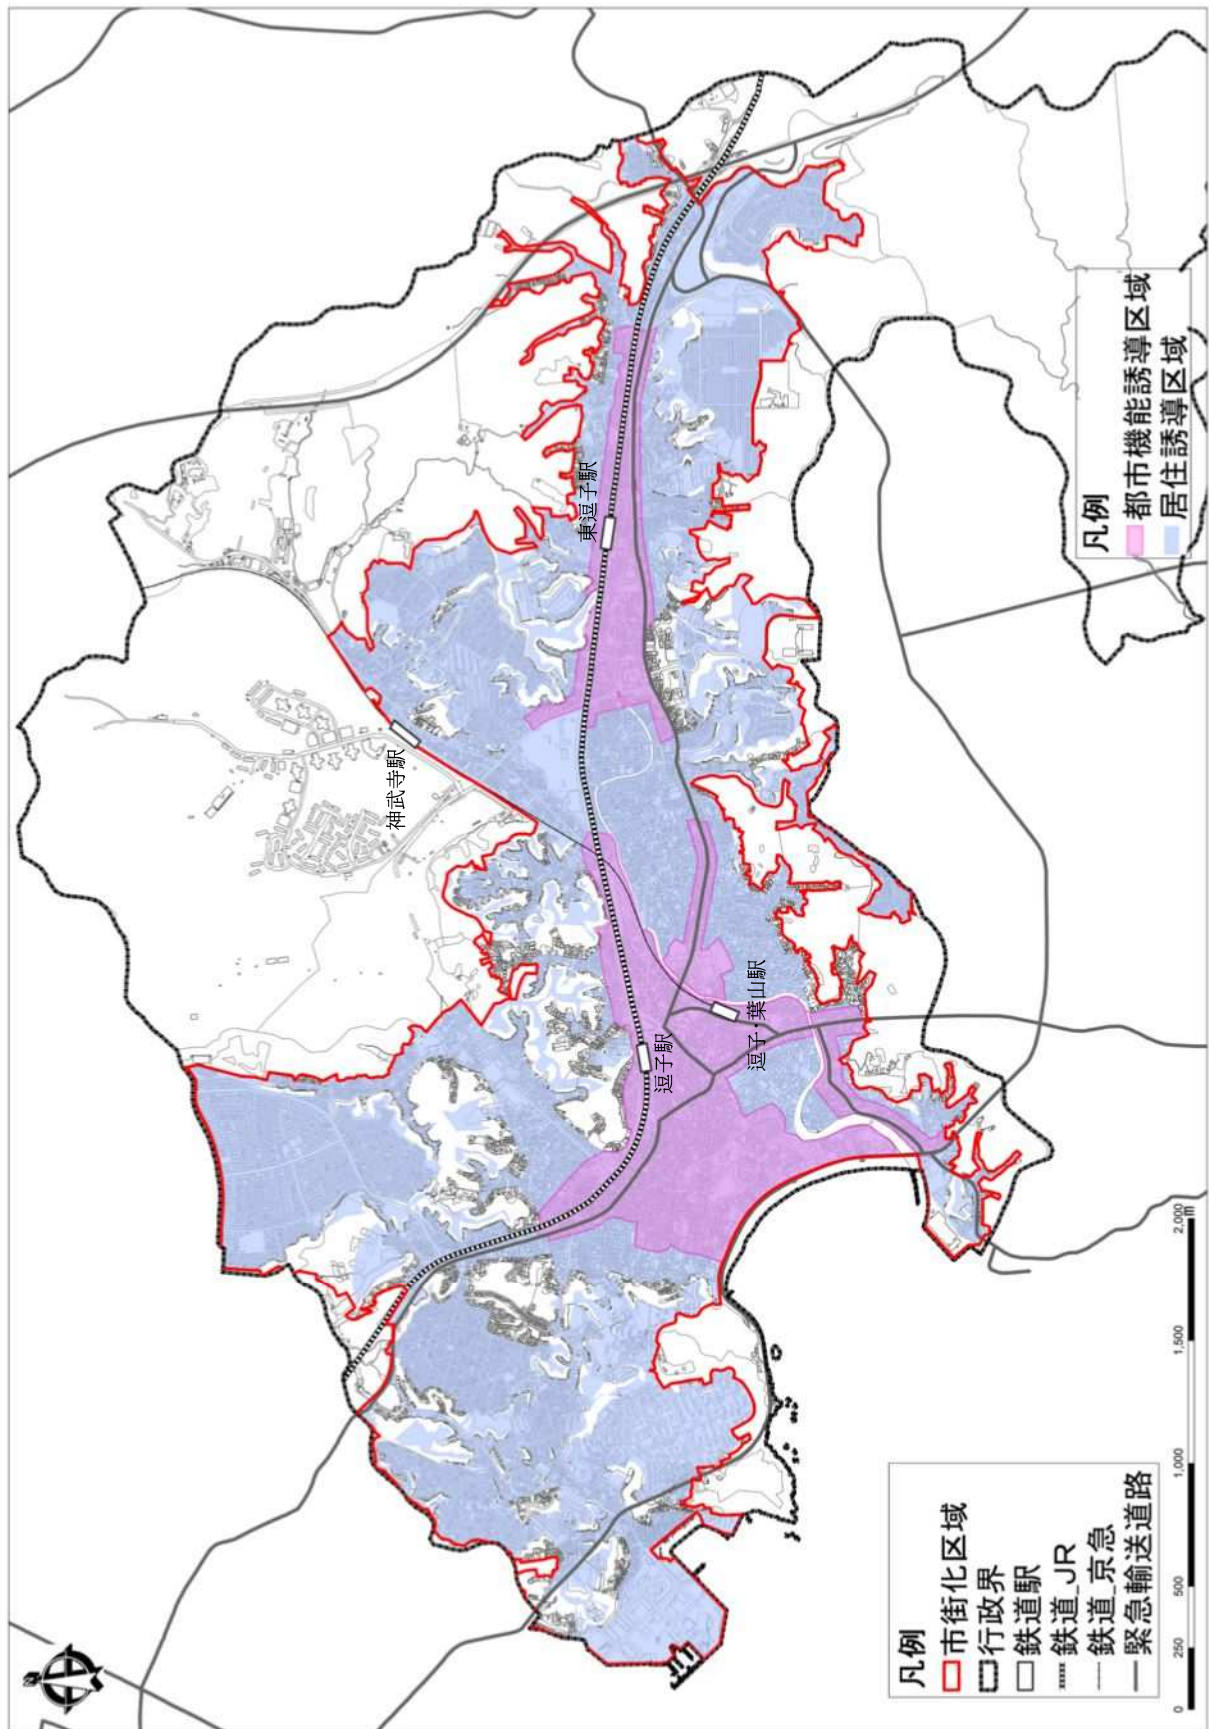 神武寺駅
東逗子駅
逗子駅
逗子・葉山駅
凡例
都市機能誘導区域
居住誘導区域
凡例
市街化区域
行政界
鉄道駅
鉄道_JR
鉄道_京急
緊急輸送道路
0 250 500 1,000 1,500 2,000
m